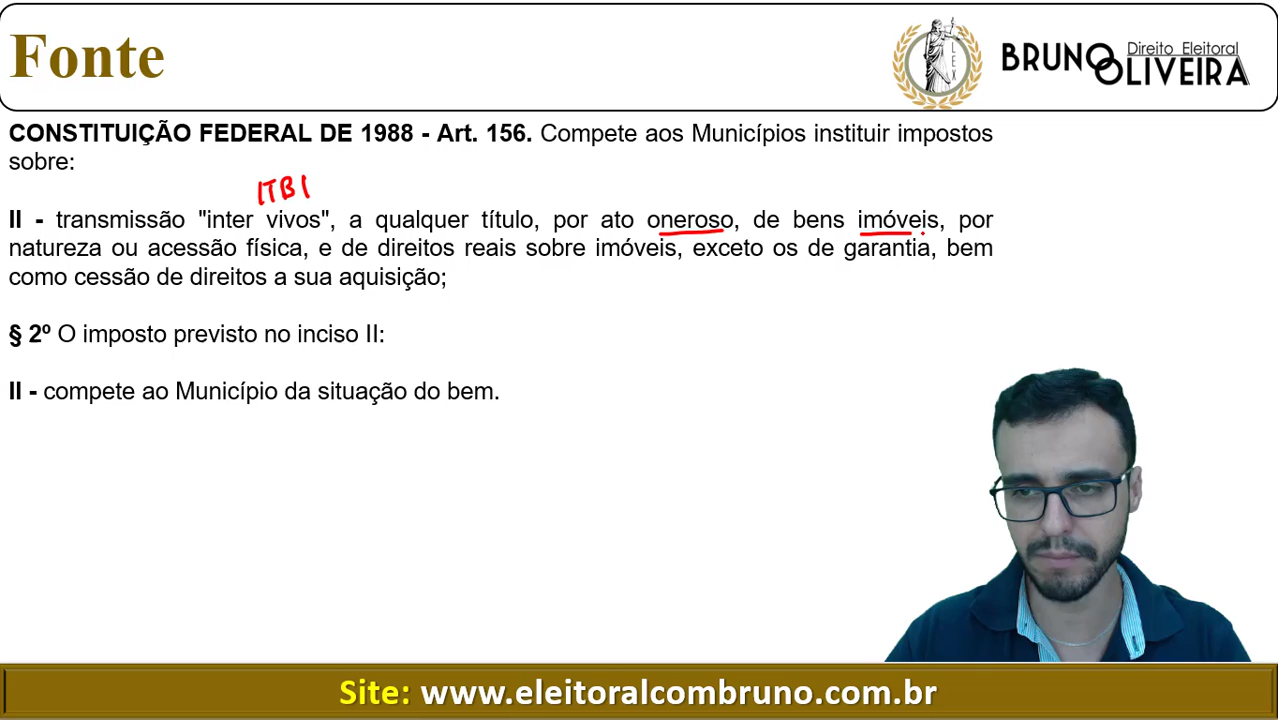 Fonte
LEX
Direito Eleitoral
BRUNO
OLIVEIRA
CONSTITUIÇÃO FEDERAL DE 1988 - Art. 156. Compete aos Municípios instituir impostos
sobre:
ITBI
II - transmissão "inter vivos", a qualquer título, por ato oneroso, de bens imóveis, por
natureza ou acessão física, e de direitos reais sobre imóveis, exceto os de garantia, bem
como cessão de direitos a sua aquisição;
§ 2º O imposto previsto no inciso II:
II - compete ao Município da situação do bem.
Site: www.eleitoralcombruno.com.br